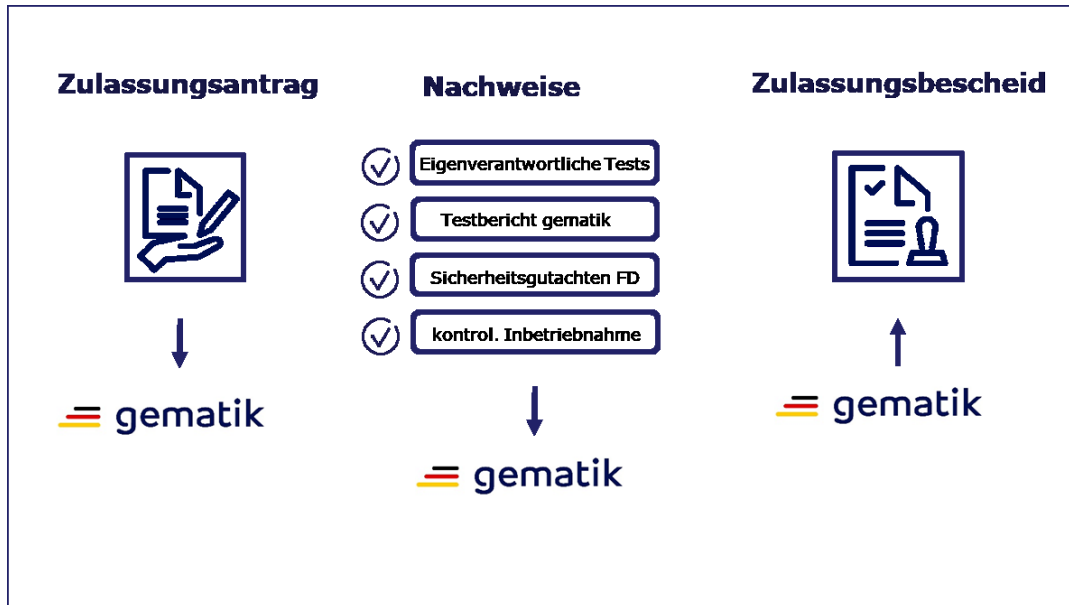 Zulassungsantrag
gematik
Nachweise
Eigenverantwortliche Tests
Testbericht gematik
Sicherheitsgutachten FD
kontrol. Inbetriebnahme
gematik
Zulassungsbescheid
gematik